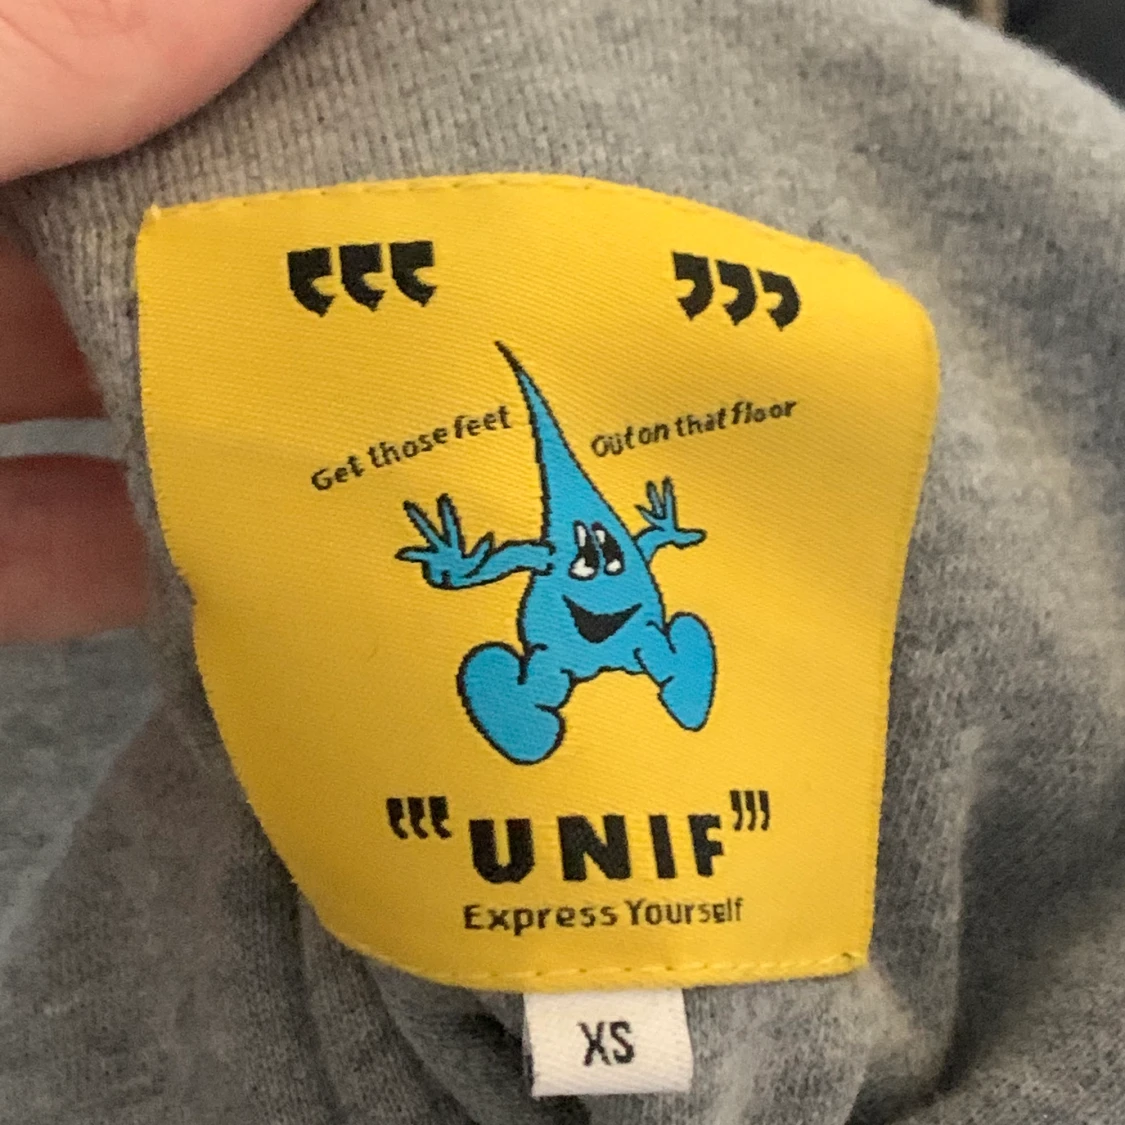 ‘‘‘ ’’’
Get those feet Out on that floor
‘‘‘UNIF’’’
Express Yourself
XS